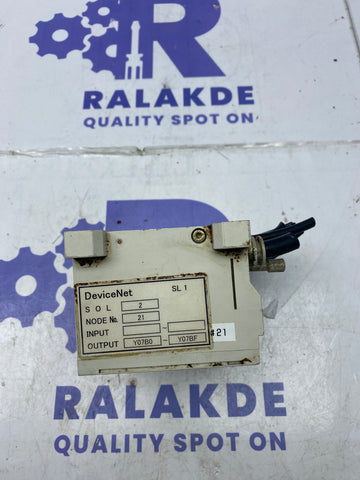 RALAKDE
QUALITY SPOT ON
DeviceNet SL 1
S O L 2
NODE No. 21
INPUT ~
OUTPUT Y07B0 ~ Y07BF
#21
RALAKDE
QUALITY SPOT ON